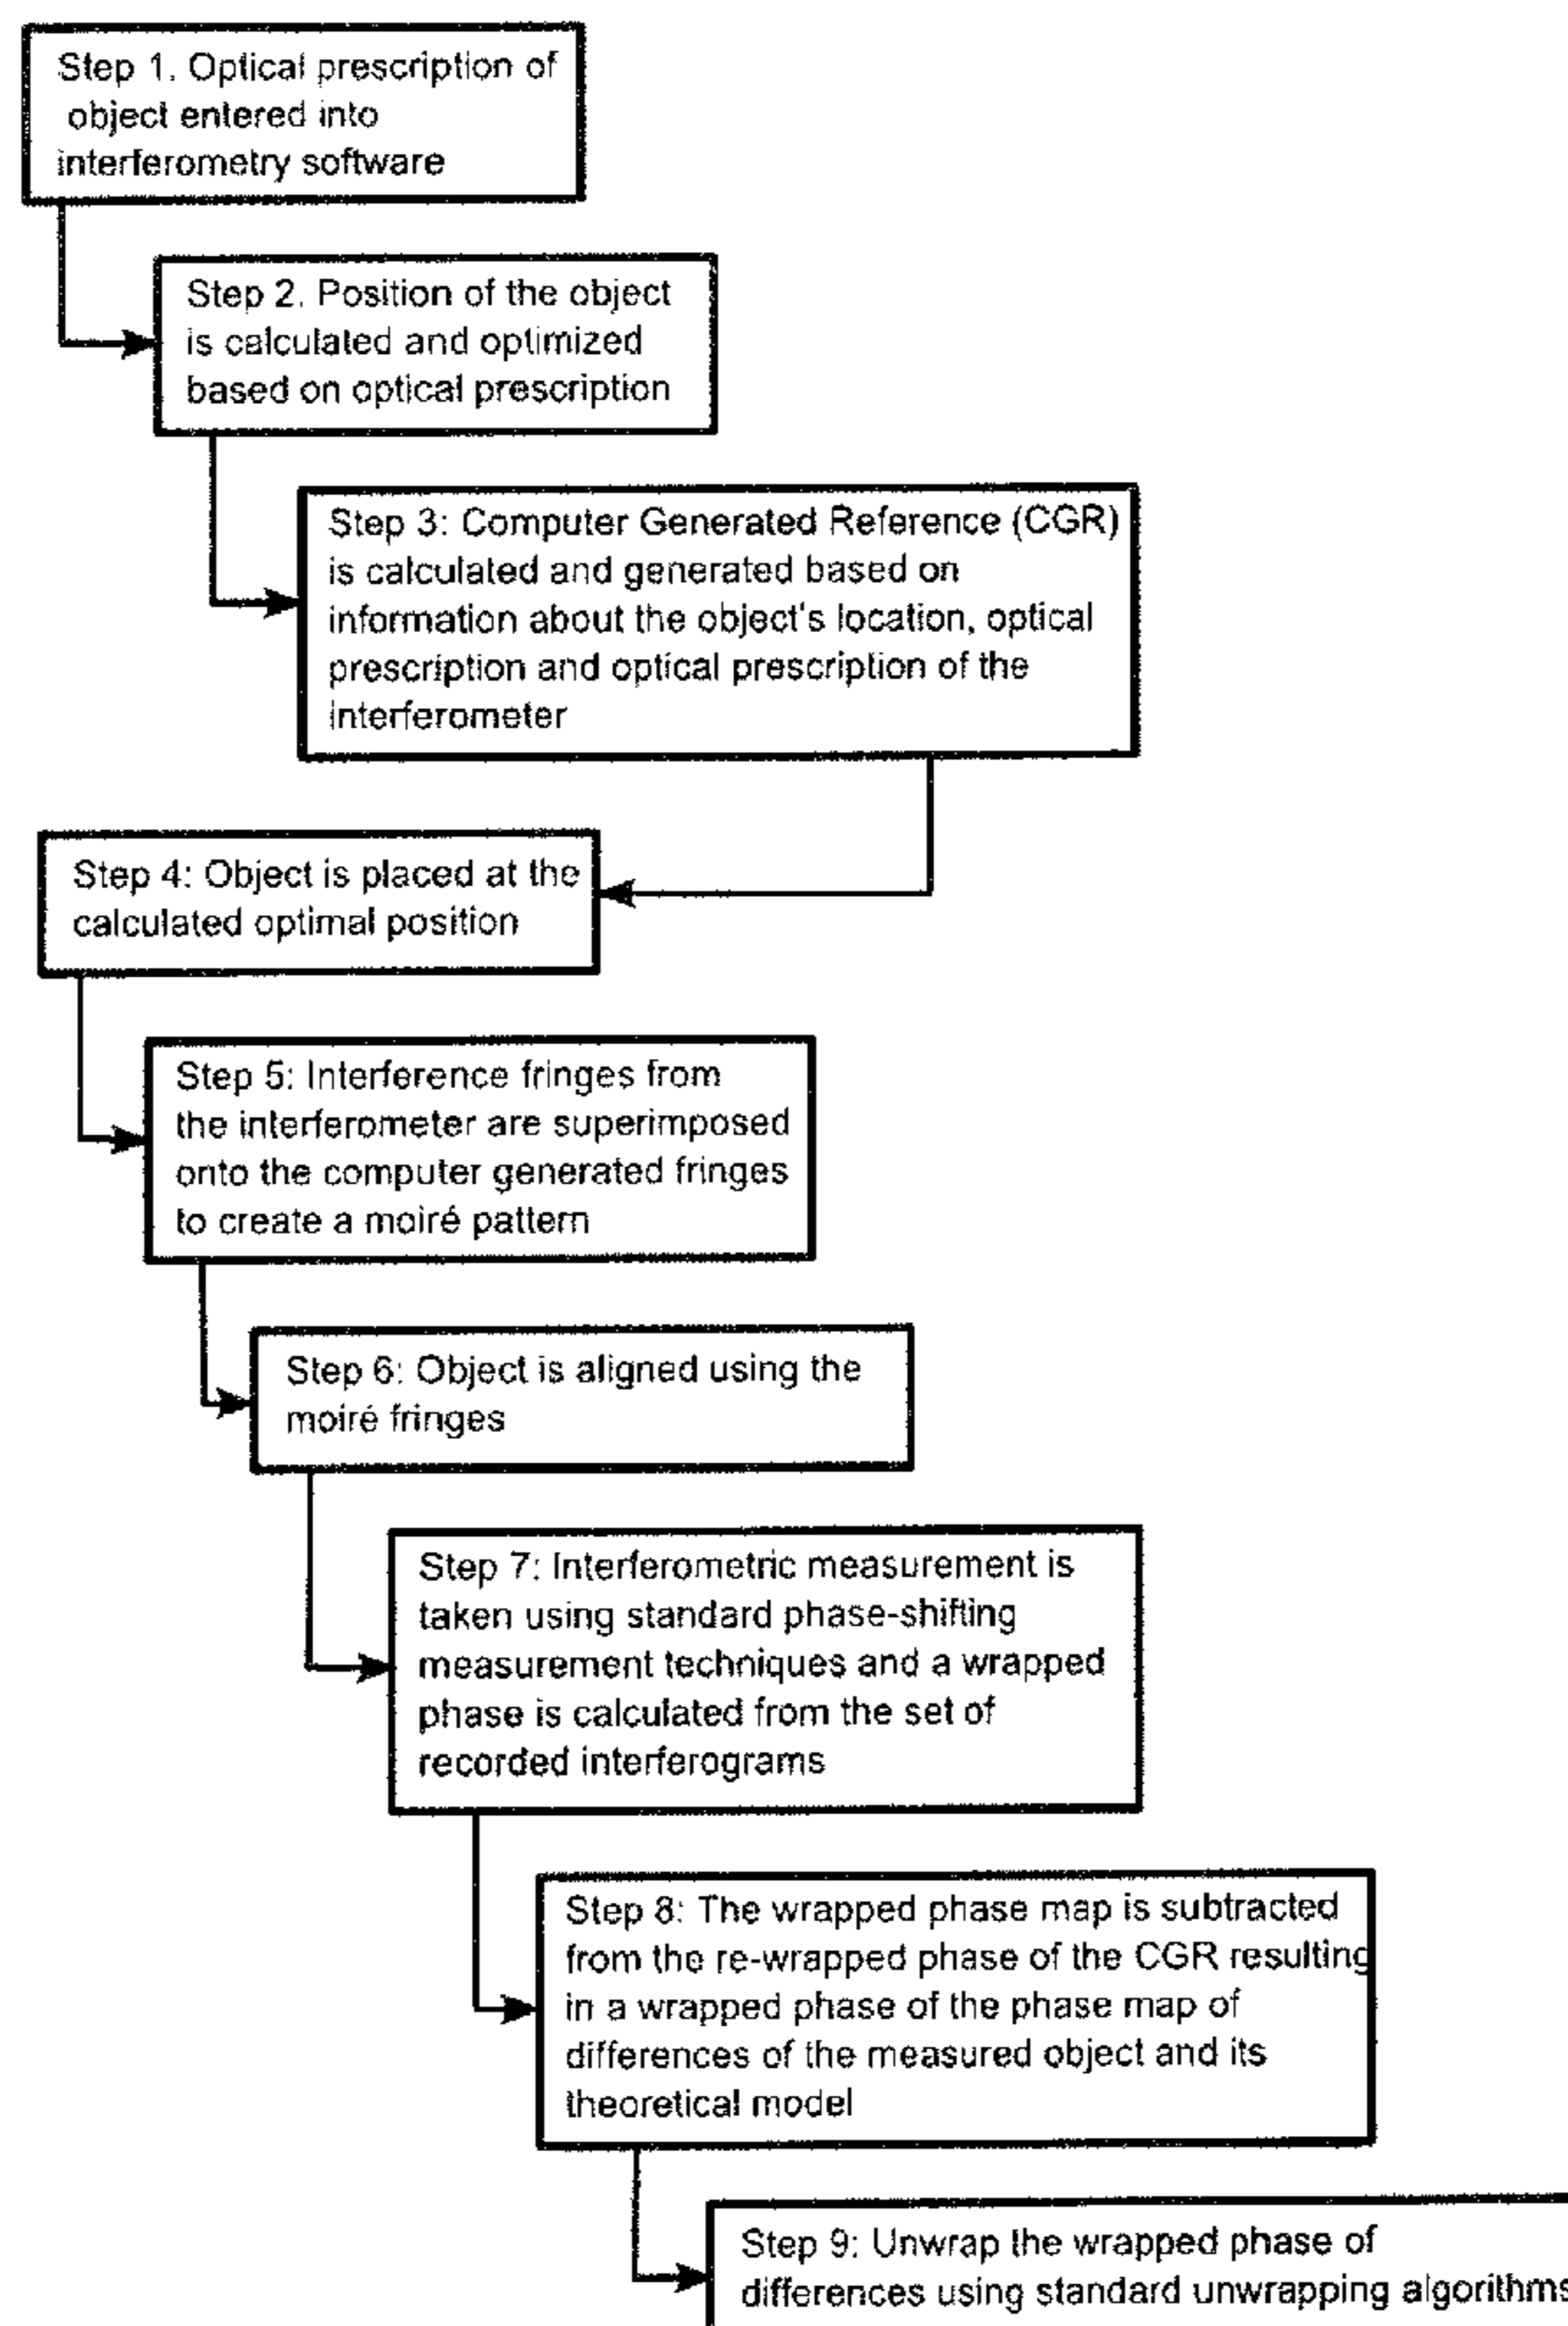 Step 1. Optical prescription of
object entered into
interferometry software
Step 2. Position of the object
is calculated and optimized
based on optical prescription
Step 3: Computer Generated Reference (CGR)
is calculated and generated based on
information about the object's location, optical
prescription and optical prescription of the
interferometer
Step 4: Object is placed at the
calculated optimal position
Step 5: Interference fringes from
the interferometer are superimposed
onto the computer generated fringes
to create a moiré pattern
Step 6: Object is aligned using the
moiré fringes
Step 7: Interferometric measurement is
taken using standard phase-shifting
measurement techniques and a wrapped
phase is calculated from the set of
recorded interferograms
Step 8: The wrapped phase map is subtracted
from the re-wrapped phase of the CGR resulting
in a wrapped phase of the phase map of
differences of the measured object and its
theoretical model
Step 9: Unwrap the wrapped phase of
differences using standard unwrapping algorithms